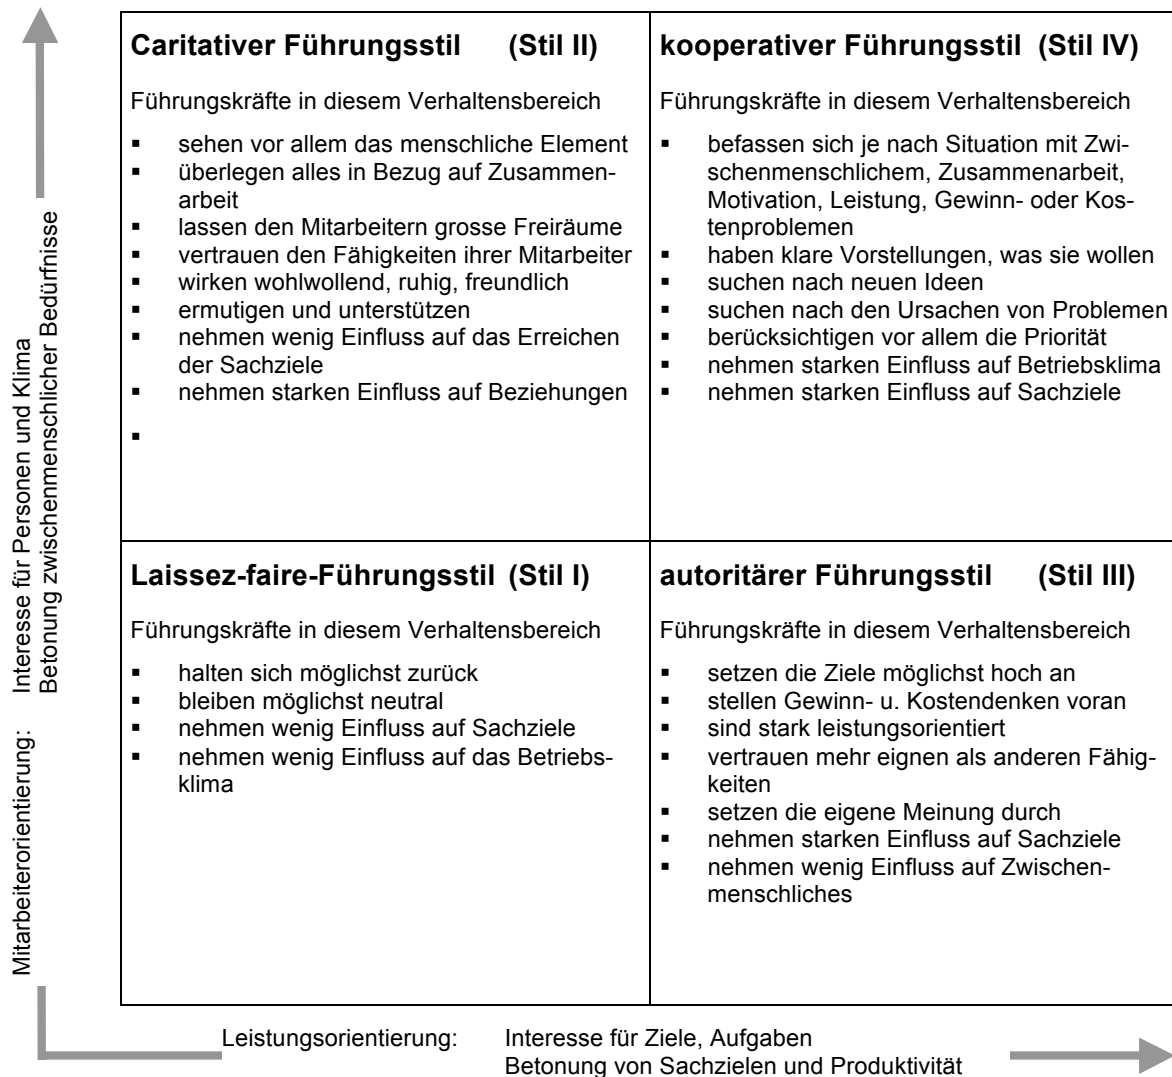 Caritativer Führungsstil (Stil II)
Führungskräfte in diesem Verhaltensbereich
▪ sehen vor allem das menschliche Element
▪ überlegen alles in Bezug auf Zusammen-
arbeit
▪ lassen den Mitarbeitern grosse Freiräume
▪ vertrauen den Fähigkeiten ihrer Mitarbeiter
▪ wirken wohlwollend, ruhig, freundlich
▪ ermutigen und unterstützen
▪ nehmen wenig Einfluss auf das Erreichen
der Sachziele
▪ nehmen starken Einfluss auf Beziehungen
▪
kooperativer Führungsstil (Stil IV)
Führungskräfte in diesem Verhaltensbereich
▪ befassen sich je nach Situation mit Zwi-
schenmenschlichem, Zusammenarbeit,
Motivation, Leistung, Gewinn- oder Kos-
tenproblemen
▪ haben klare Vorstellungen, was sie wollen
▪ suchen nach neuen Ideen
▪ suchen nach den Ursachen von Problemen
▪ berücksichtigen vor allem die Priorität
▪ nehmen starken Einfluss auf Betriebsklima
▪ nehmen starken Einfluss auf Sachziele
Laissez-faire-Führungsstil (Stil I)
Führungskräfte in diesem Verhaltensbereich
▪ halten sich möglichst zurück
▪ bleiben möglichst neutral
▪ nehmen wenig Einfluss auf Sachziele
▪ nehmen wenig Einfluss auf das Betriebs-
klima
autoritärer Führungsstil (Stil III)
Führungskräfte in diesem Verhaltensbereich
▪ setzen die Ziele möglichst hoch an
▪ stellen Gewinn- u. Kostendenken voran
▪ sind stark leistungsorientiert
▪ vertrauen mehr eignen als anderen Fähig-
keiten
▪ setzen die eigene Meinung durch
▪ nehmen starken Einfluss auf Sachziele
▪ nehmen wenig Einfluss auf Zwischen-
menschliches
Mitarbeiterorientierung: Interesse für Personen und Klima
Betonung zwischenmenschlicher Bedürfnisse
Leistungsorientierung: Interesse für Ziele, Aufgaben
Betonung von Sachzielen und Produktivität